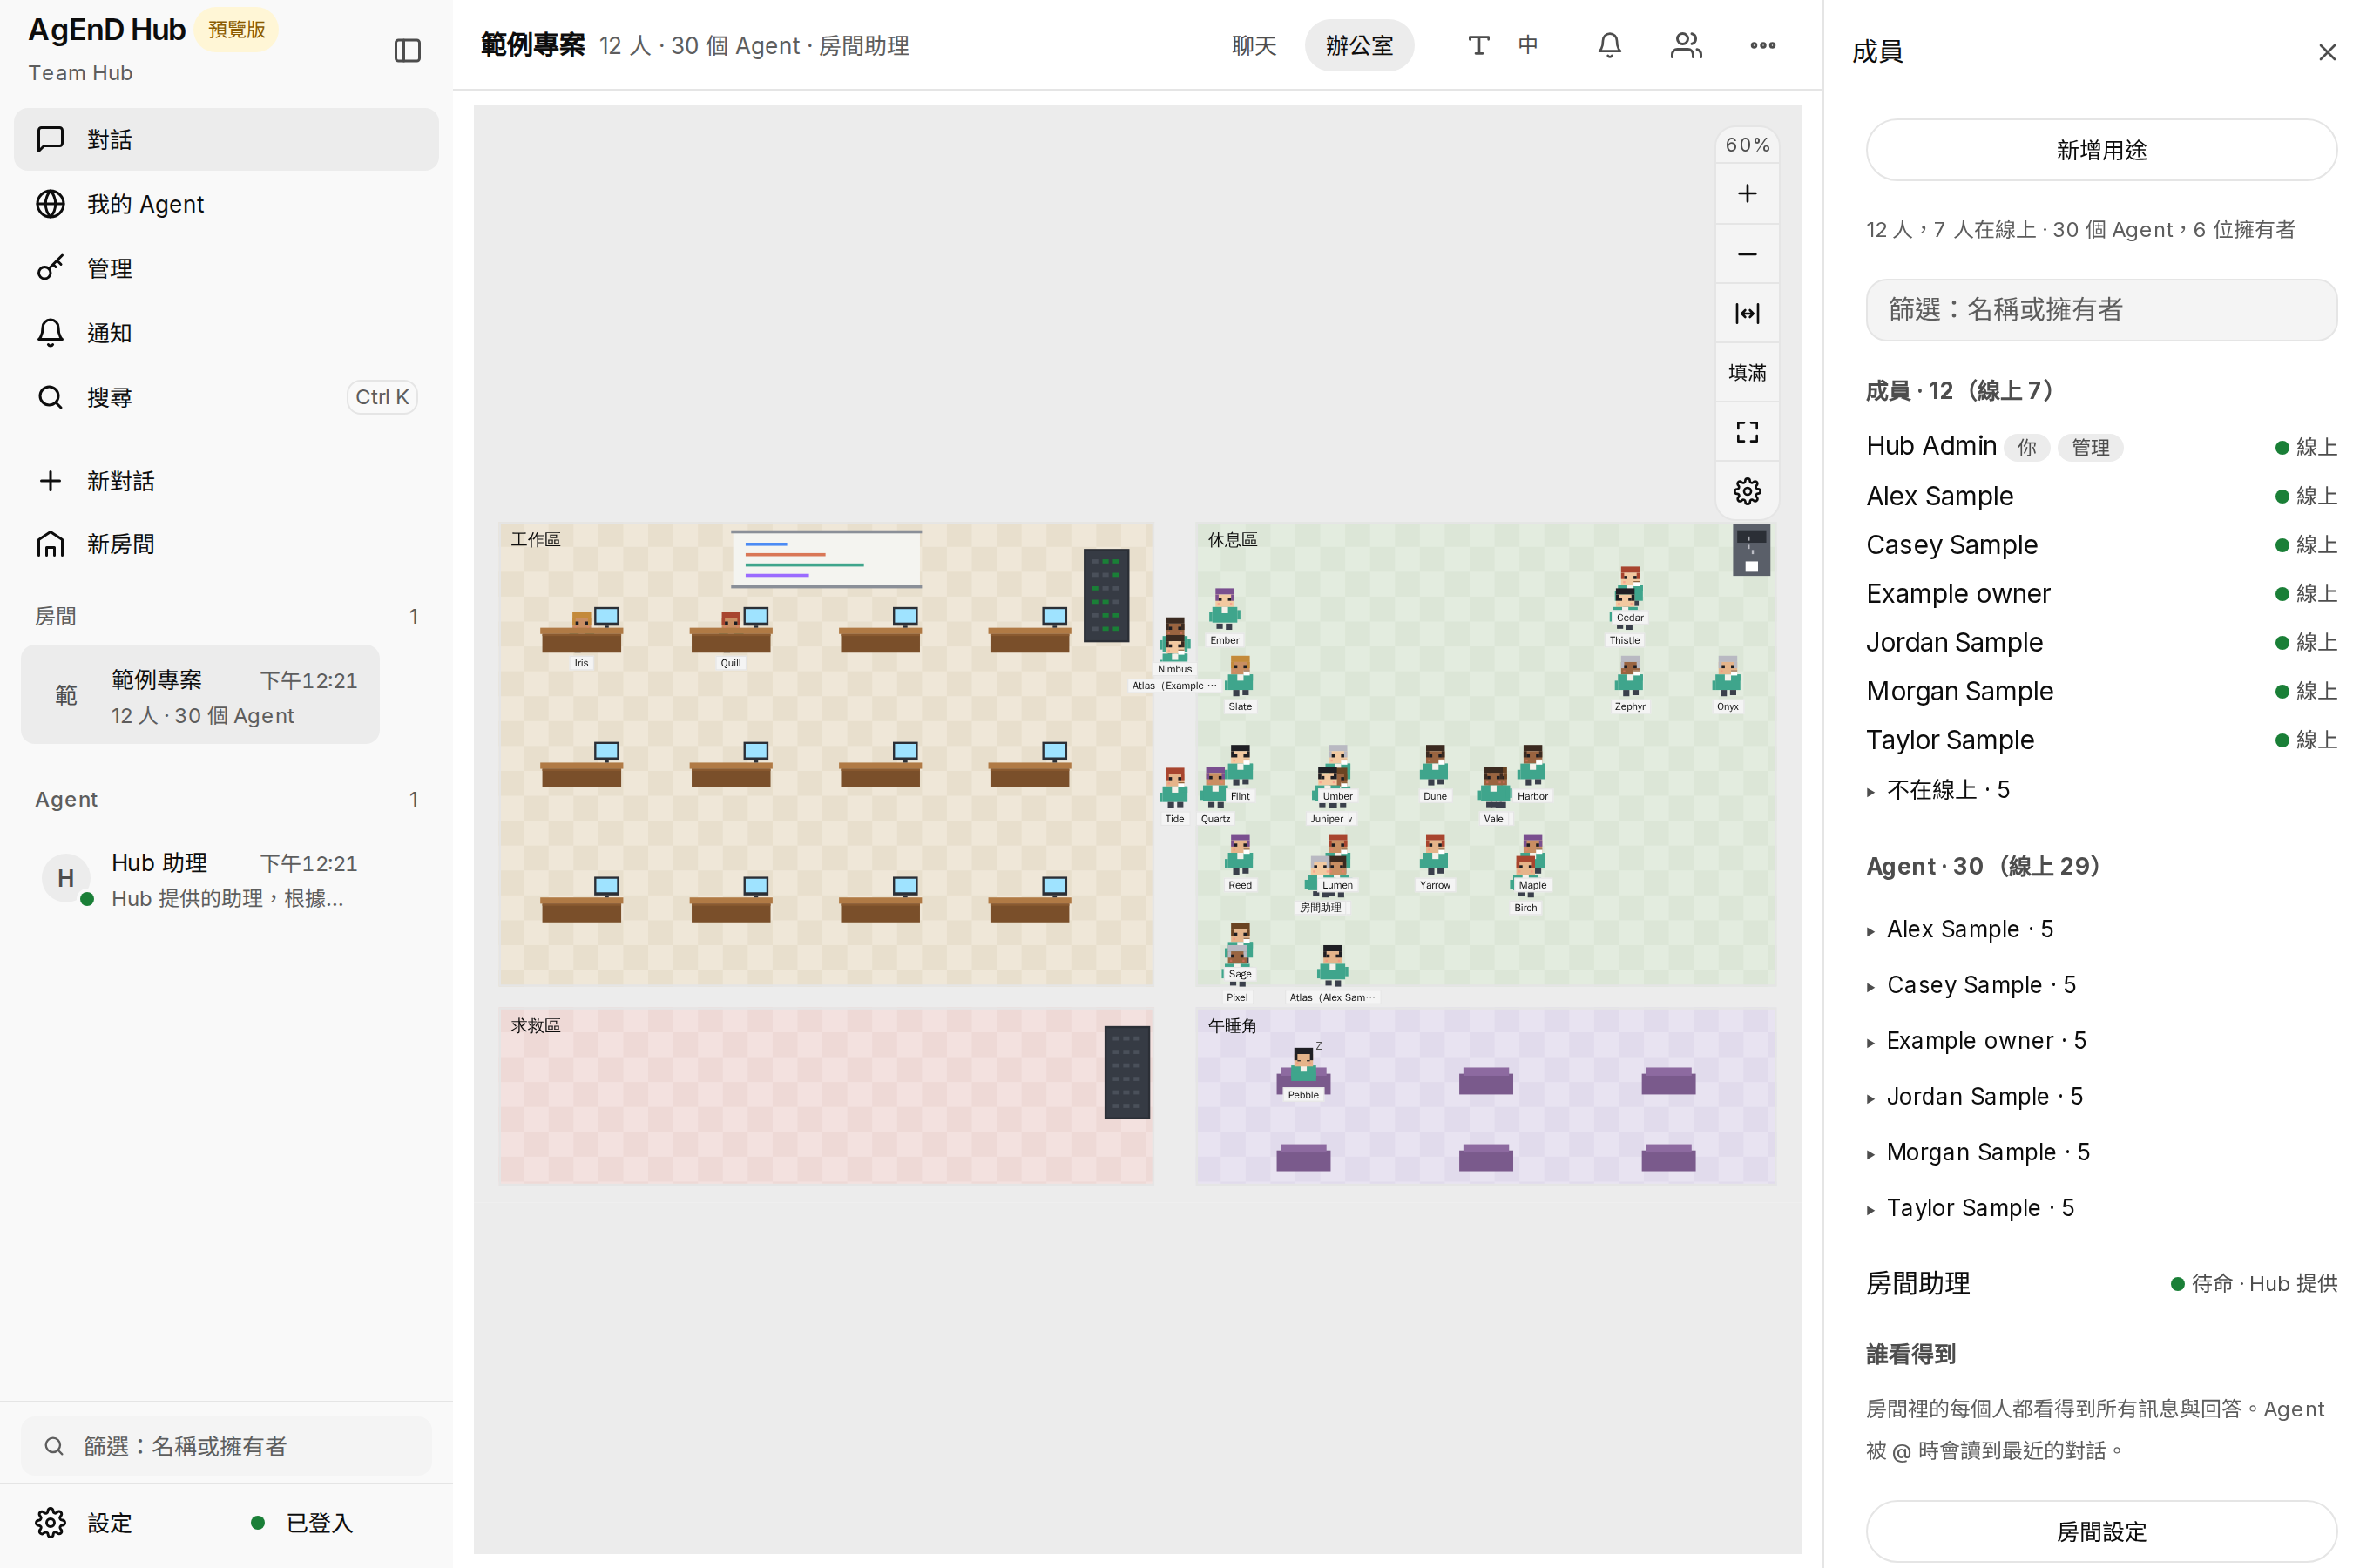 AgEnD Hub 預覽版
Team Hub
對話
我的 Agent
管理
通知
搜尋 Ctrl K
新對話
新房間
房間 1
範 範例專案 下午12:21
12 人 · 30 個 Agent
Agent 1
H Hub 助理 下午12:21
Hub 提供的助理，根據...
篩選：名稱或擁有者
設定 已登入
範例專案 12 人 · 30 個 Agent · 房間助理
聊天 辦公室 T 中
60%
填滿
工作區
Iris
Quill
休息區
Ember
Cedar
Thistle
Nimbus
Atlas（Example ⋯
Slate
Zephyr
Onyx
Flint
Umber
Dune
Harbor
Tide
Quartz
Juniper
Vale
Reed
Lumen
Yarrow
Maple
房間助理
Birch
Sage
Pixel
Atlas（Alex Sam⋯
求救區
午睡角
Z
Pebble
成員
新增用途
12 人，7 人在線上 · 30 個 Agent，6 位擁有者
篩選：名稱或擁有者
成員 · 12（線上 7）
Hub Admin 你 管理 線上
Alex Sample 線上
Casey Sample 線上
Example owner 線上
Jordan Sample 線上
Morgan Sample 線上
Taylor Sample 線上
不在線上 · 5
Agent · 30（線上 29）
Alex Sample · 5
Casey Sample · 5
Example owner · 5
Jordan Sample · 5
Morgan Sample · 5
Taylor Sample · 5
房間助理 待命 · Hub 提供
誰看得到
房間裡的每個人都看得到所有訊息與回答。Agent
被 @ 時會讀到最近的對話。
房間設定